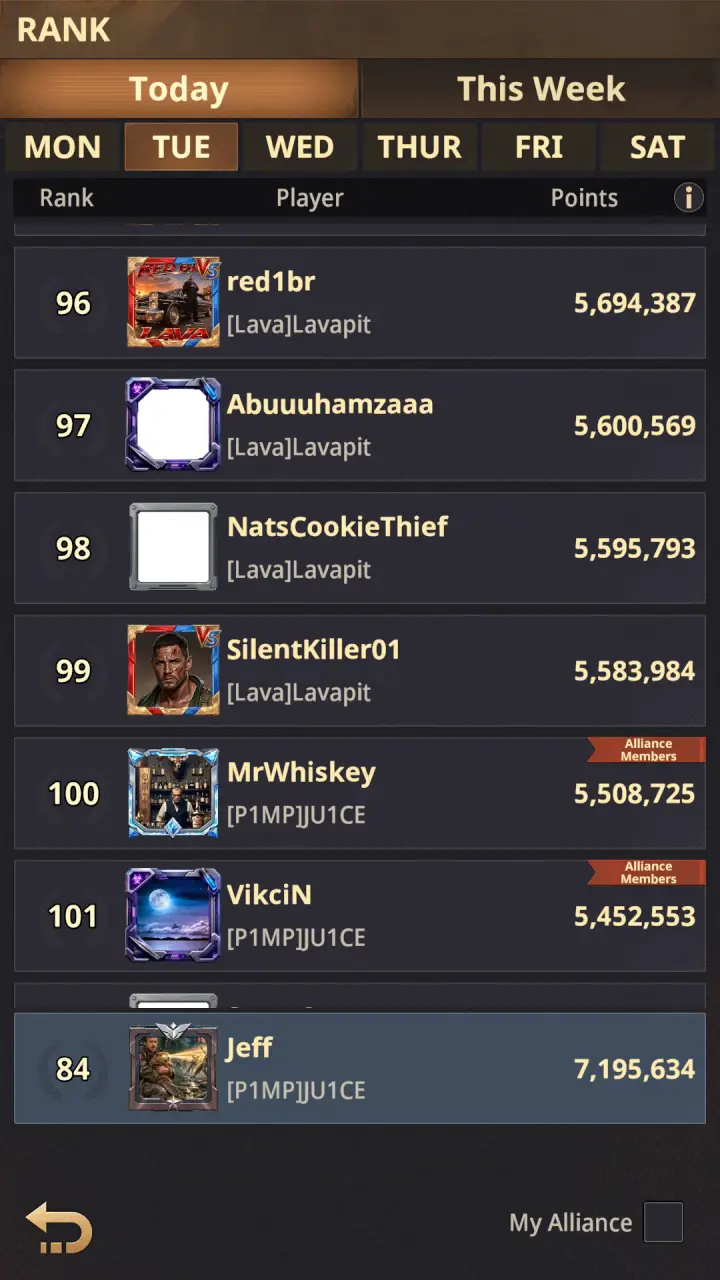 RANK
Today
This Week
MON
TUE
WED
THUR
FRI
SAT
Rank
Player
Points
96
red1br
[Lava]Lavapit
5,694,387
97
Abuuuhamzaaa
[Lava]Lavapit
5,600,569
98
NatsCookieThief
[Lava]Lavapit
5,595,793
99
VS
SilentKiller01
[Lava]Lavapit
5,583,984
Alliance
Members
100
MrWhiskey
[P1MP]JU1CE
5,508,725
Alliance
Members
101
VikciN
[P1MP]JU1CE
5,452,553
84
Jeff
[P1MP]JU1CE
7,195,634
My Alliance